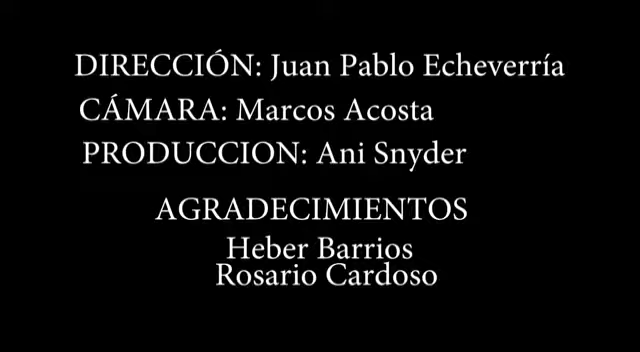 DIRECCIÓN: Juan Pablo Echeverría
CÁMARA: Marcos Acosta
PRODUCCION: Ani Snyder
AGRADECIMIENTOS
Heber Barrios
Rosario Cardoso